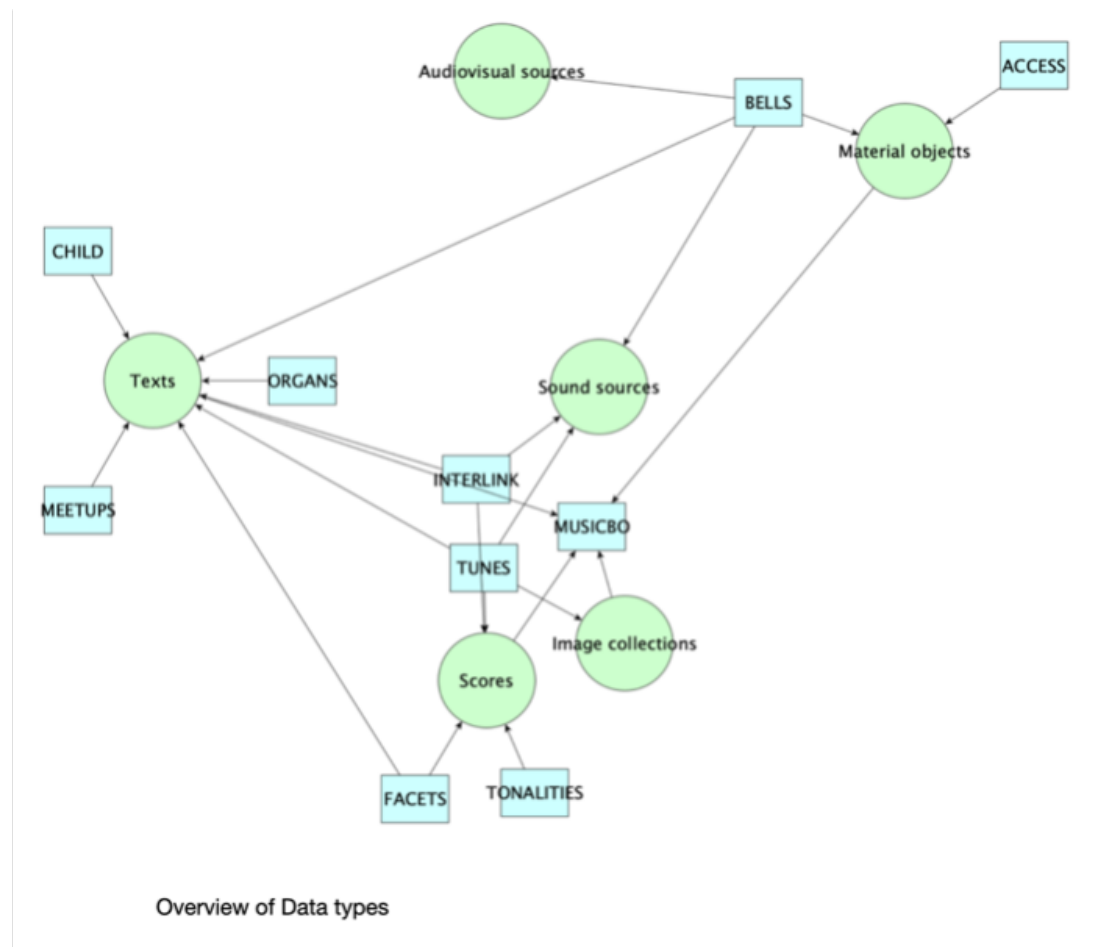 Audiovisual sources
ACCESS
BELLS
Material objects
CHILD
Texts
ORGANS
Sound sources
INTERLINK
MEETUPS
MUSICBO
TUNES
Image collections
Scores
FACETS
TONALITIES
Overview of Data types